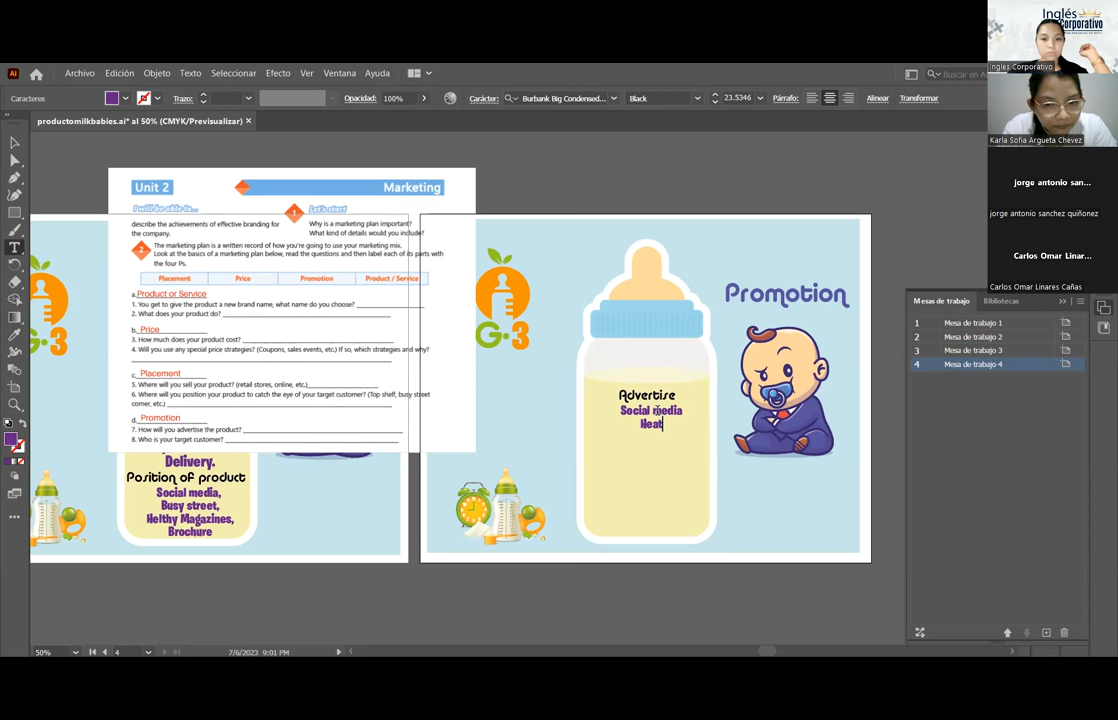 Inglés
Corporativo
Ingles Corporativo
Archivo Edición Objeto Texto Seleccionar Efecto Ver Ventana Ayuda
Buscar en A
Karla Sofia Argueta Chevez
jorge antonio san...
jorge antonio sanchez quiñonez
Carlos Omar Linar...
Carlos Omar Linares Cañas
Caracteres Trazo: Opacidad: 100% Carácter: Burbank Big Condensed... Black 23.5346 Párrafo: Alinear Transformar
productomilkbabies.ai* al 50% (CMYK/Previsualizar)
Unit 2 Marketing
I will be able to...
describe the achievements of effective branding for
the company.
1 Let's start
Why is a marketing plan important?
What kind of details would you include?
2 The marketing plan is a written record of how you're going to use your marketing mix.
Look at the basics of a marketing plan below, read the questions and then label each of its parts with
the four Ps.
Placement Price Promotion Product / Service
a. Product or Service
1. You get to give the product a new brand name, what name do you choose?
2. What does your product do?
b. Price
3. How much does your product cost?
4. Will you use any special price strategies? (Coupons, sales events, etc.) If so, which strategies and why?
c. Placement
5. Where will you sell your product? (retail stores, online, etc.)
6. Where will you position your product to catch the eye of your target customer? (Top shelf, busy street
corner, etc.)
d. Promotion
7. How will you advertise the product?
8. Who is your target customer?
G·3
Delivery.
Position of product
Social media,
Busy street,
Helthy Magazines,
Brochure
G·3
Promotion
Advertise
Social media
Heat
Mesas de trabajo Bibliotecas
1 Mesa de trabajo 1
2 Mesa de trabajo 2
3 Mesa de trabajo 3
4 Mesa de trabajo 4
50% 4 7/6/2023 9:01 PM